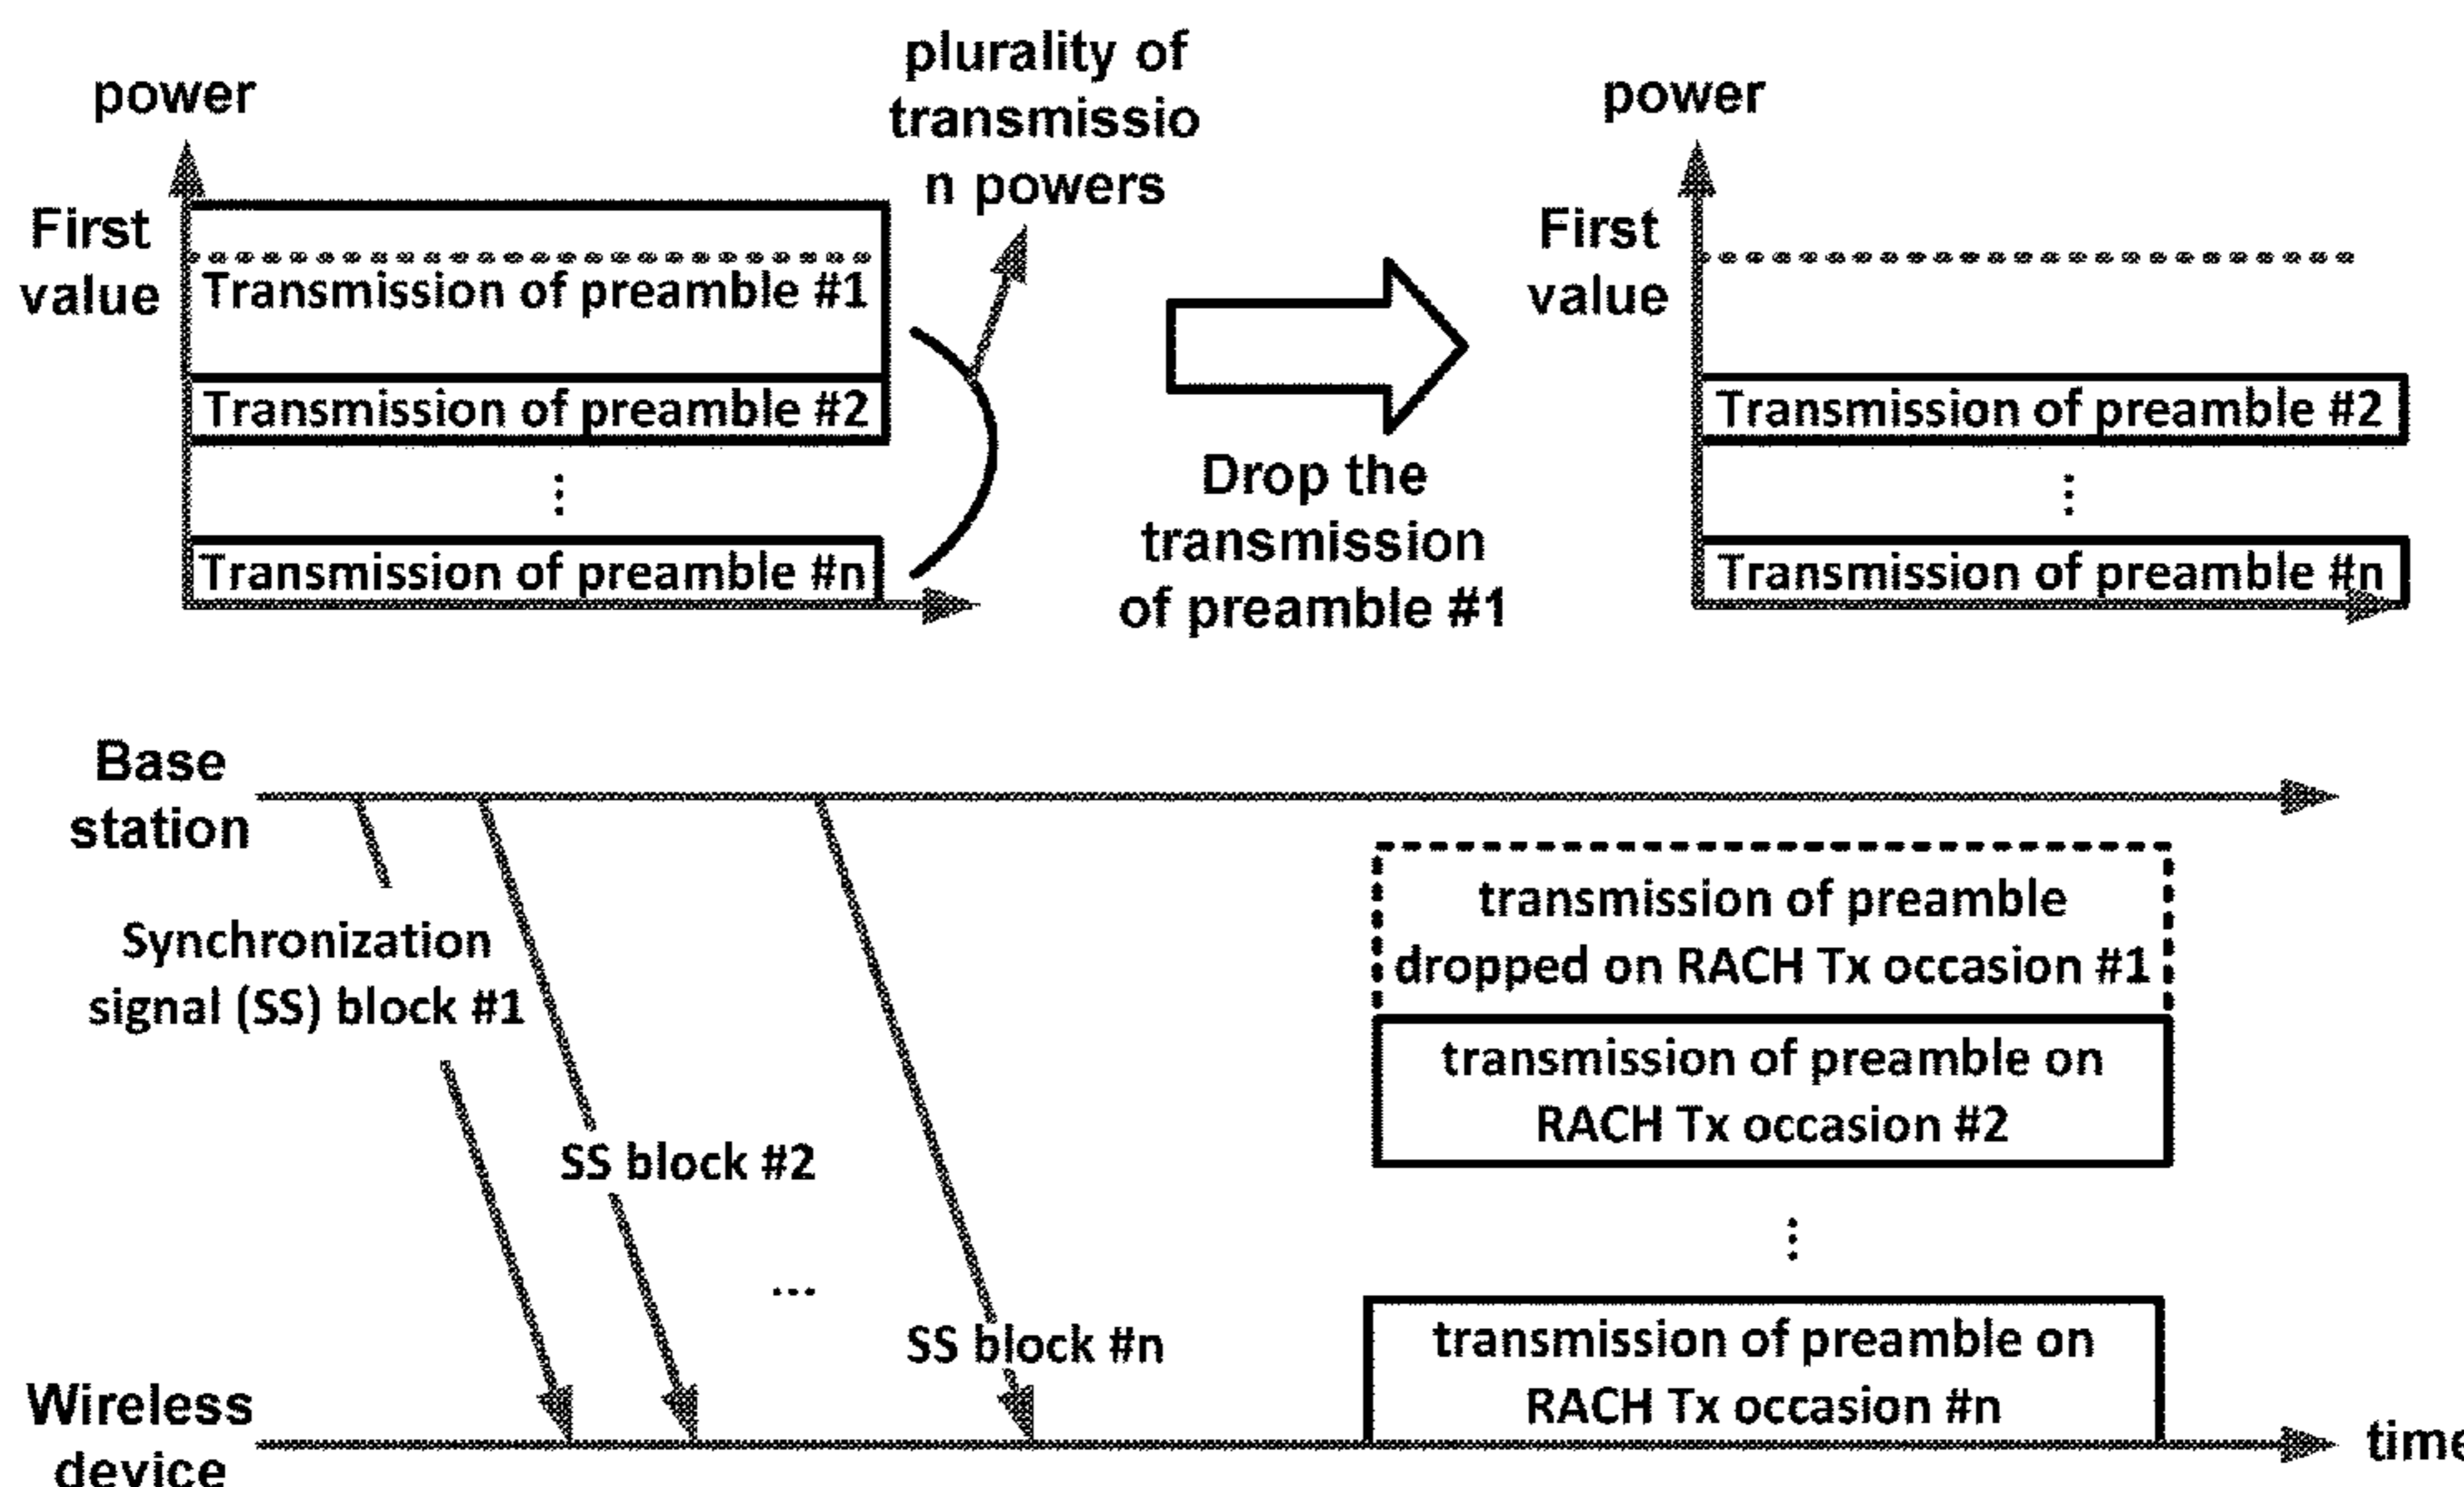 power
First
value
Transmission of preamble #1
Transmission of preamble #2
⋮
Transmission of preamble #n
plurality of
transmissio
n powers
Drop the
transmission
of preamble #1
power
First
value
Transmission of preamble #2
⋮
Transmission of preamble #n
Base
station
Synchronization
signal (SS) block #1
SS block #2
...
SS block #n
transmission of preamble
dropped on RACH Tx occasion #1
transmission of preamble on
RACH Tx occasion #2
⋮
transmission of preamble on
RACH Tx occasion #n
Wireless
device
time